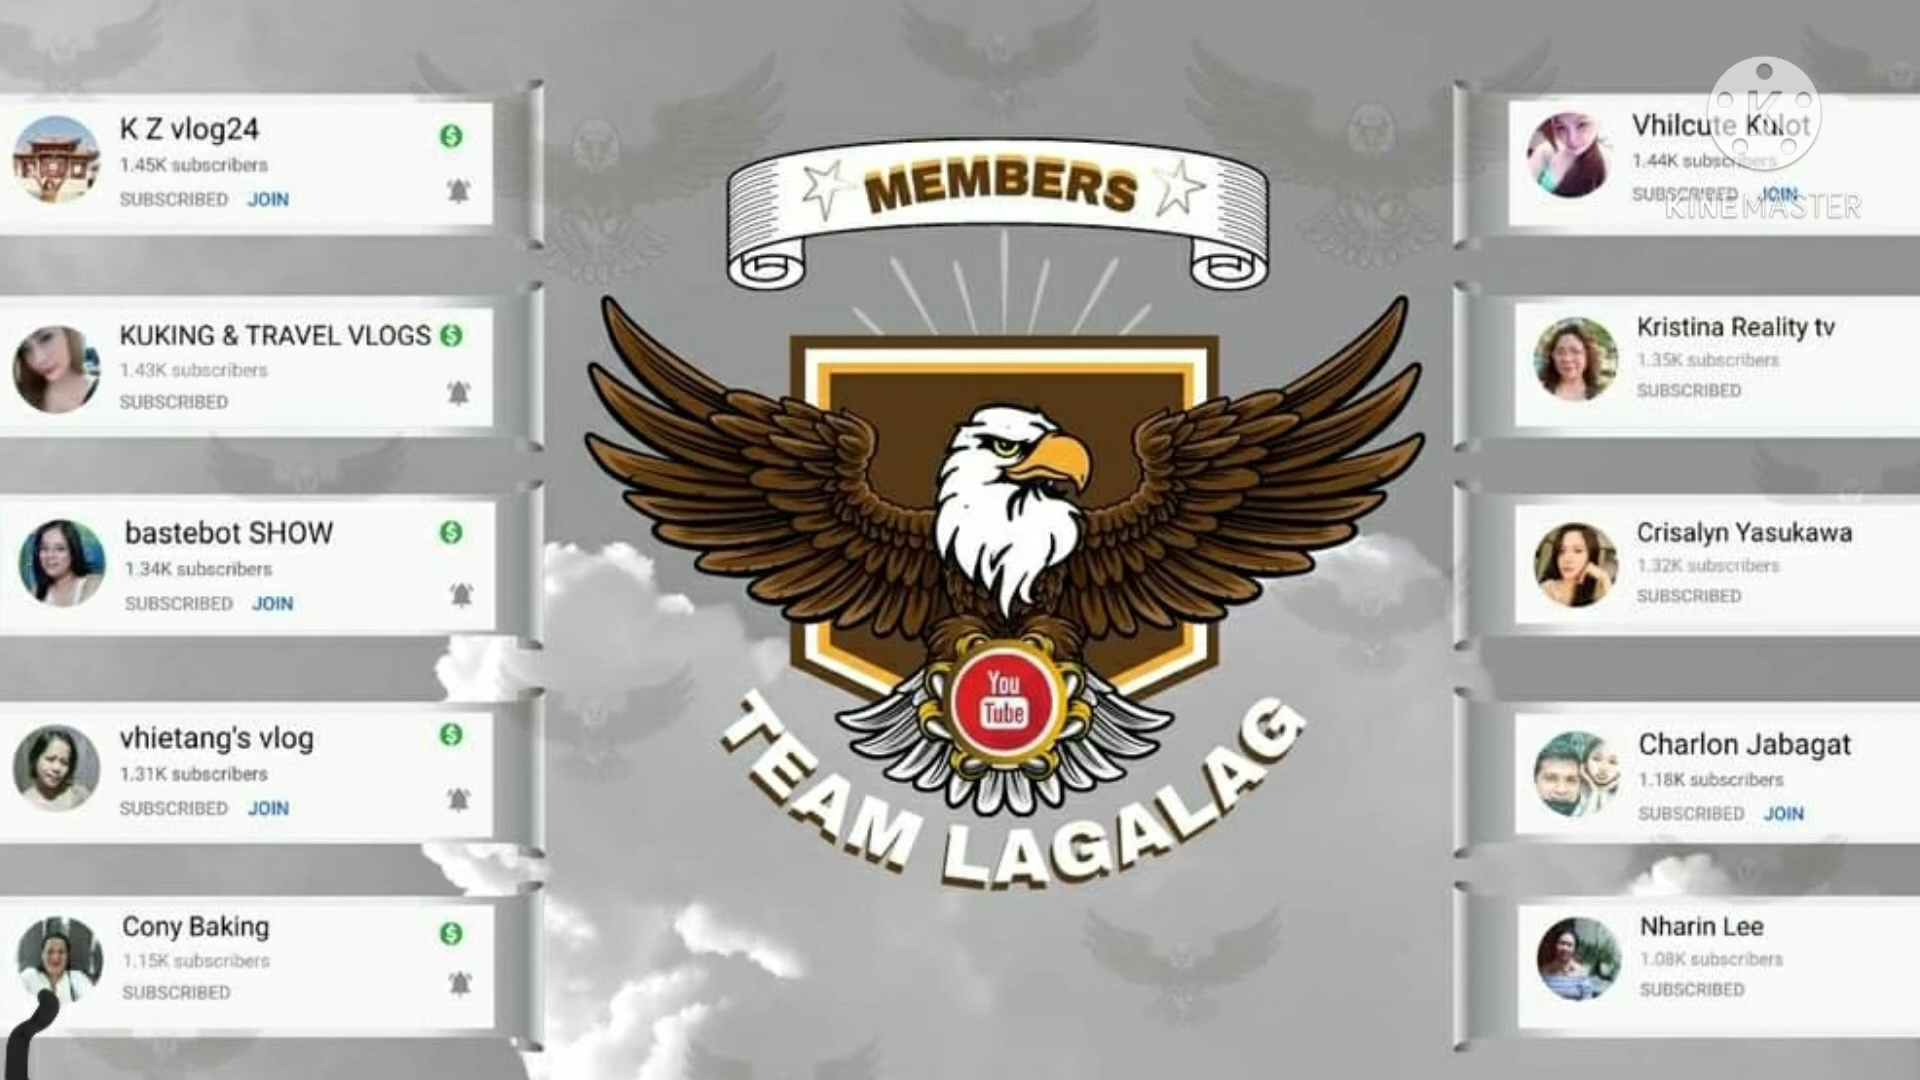 MEMBERS
K Z vlog24
1.45K subscribers
SUBSCRIBED JOIN
KUKING & TRAVEL VLOGS
1.43K subscribers
SUBSCRIBED
bastebot SHOW
1.34K subscribers
SUBSCRIBED JOIN
vhietang's vlog
1.31K subscribers
SUBSCRIBED JOIN
Cony Baking
1.15K subscribers
SUBSCRIBED
You
Tube
TEAM LAGALAG
Vhilcute Kulot
1.44K subscribers
SUBSCRIBED JOIN
K
KINEMASTER
Kristina Reality tv
1.35K subscribers
SUBSCRIBED
Crisalyn Yasukawa
1.32K subscribers
SUBSCRIBED
Charlon Jabagat
1.18K subscribers
SUBSCRIBED JOIN
Nharin Lee
1.08K subscribers
SUBSCRIBED